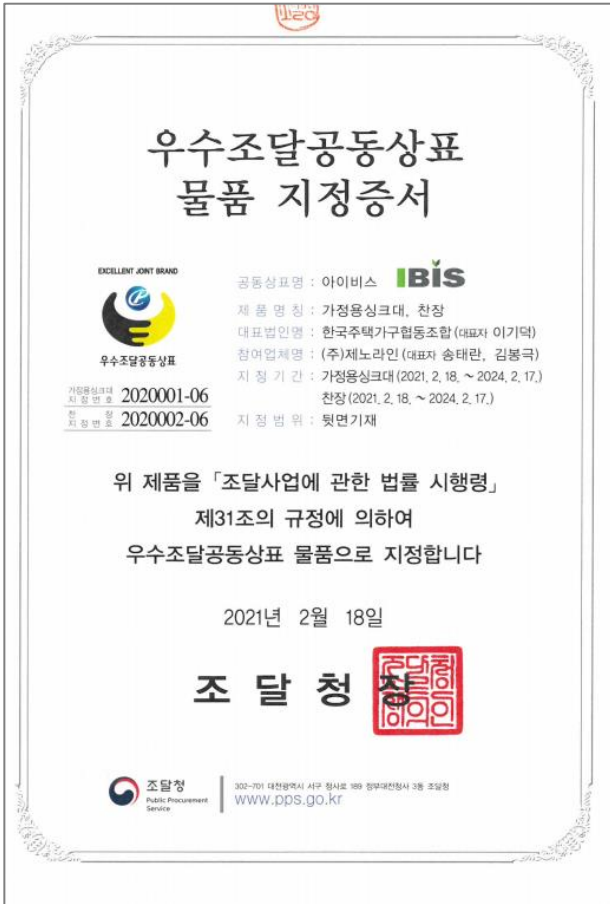 우수조달공동상표
물품 지정증서
EXCELLENT JOINT BRAND
우수조달공동상표
가정용싱크대
지정번호 2020001-06
찬 장
지정번호 2020002-06
공동상표명 : 아이비스 IBIS
제품명칭 : 가정용싱크대, 찬장
대표법인명 : 한국주택가구협동조합 (대표자 이기덕)
참여업체명 : (주)제노라인 (대표자 송태란, 김봉극)
지정기간 : 가정용싱크대 (2021. 2. 18. ~ 2024. 2. 17.)
찬장 (2021. 2. 18. ~ 2024. 2. 17.)
지정범위 : 뒷면기재
위 제품을 「조달사업에 관한 법률 시행령」
제31조의 규정에 의하여
우수조달공동상표 물품으로 지정합니다
2021년 2월 18일
조달청장
조달청
Public Procurement
Service
302-701 대전광역시 서구 청사로 189 정부대전청사 3동 조달청
www.pps.go.kr